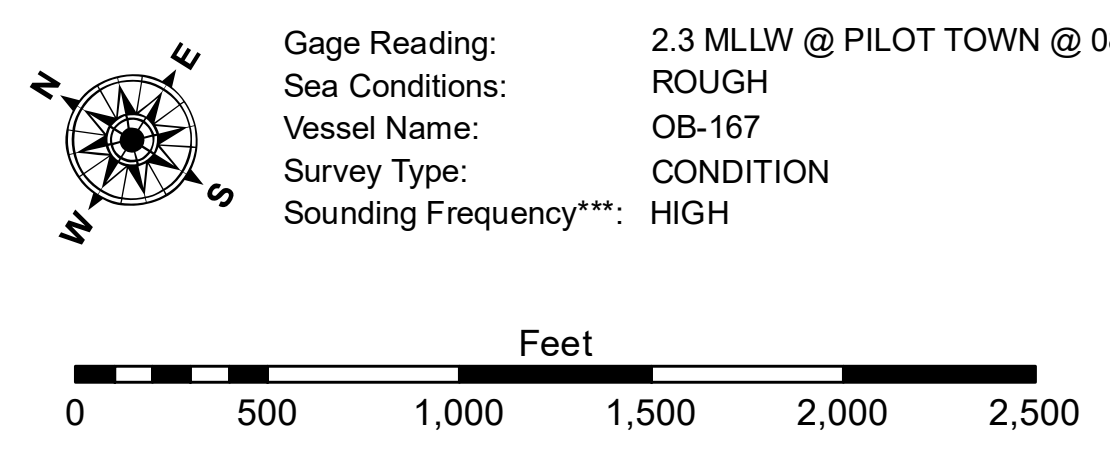 N
E
S
W
Gage Reading: 2.3 MLLW @ PILOT TOWN @
Sea Conditions: ROUGH
Vessel Name: OB-167
Survey Type: CONDITION
Sounding Frequency***: HIGH
Feet
0 500 1,000 1,500 2,000 2,500